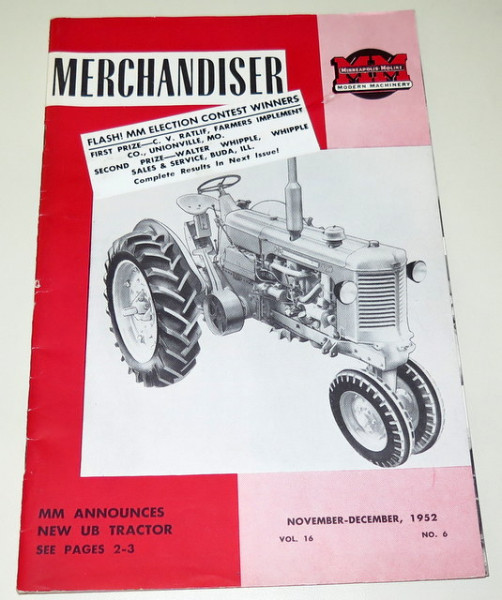 MERCHANDISER
MM
MINNEAPOLIS MOLINE
MODERN MACHINERY
FLASH! MM ELECTION CONTEST WINNERS
FIRST PRIZE—C. V. RATLIF, FARMERS IMPLEMENT
CO., UNIONVILLE, MO.
SECOND PRIZE—WALTER WHIPPLE, WHIPPLE
SALES & SERVICE, BUDA, ILL.
Complete Results In Next Issue!
MM ANNOUNCES
NEW UB TRACTOR
SEE PAGES 2-3
NOVEMBER-DECEMBER, 1952
VOL. 16 NO. 6